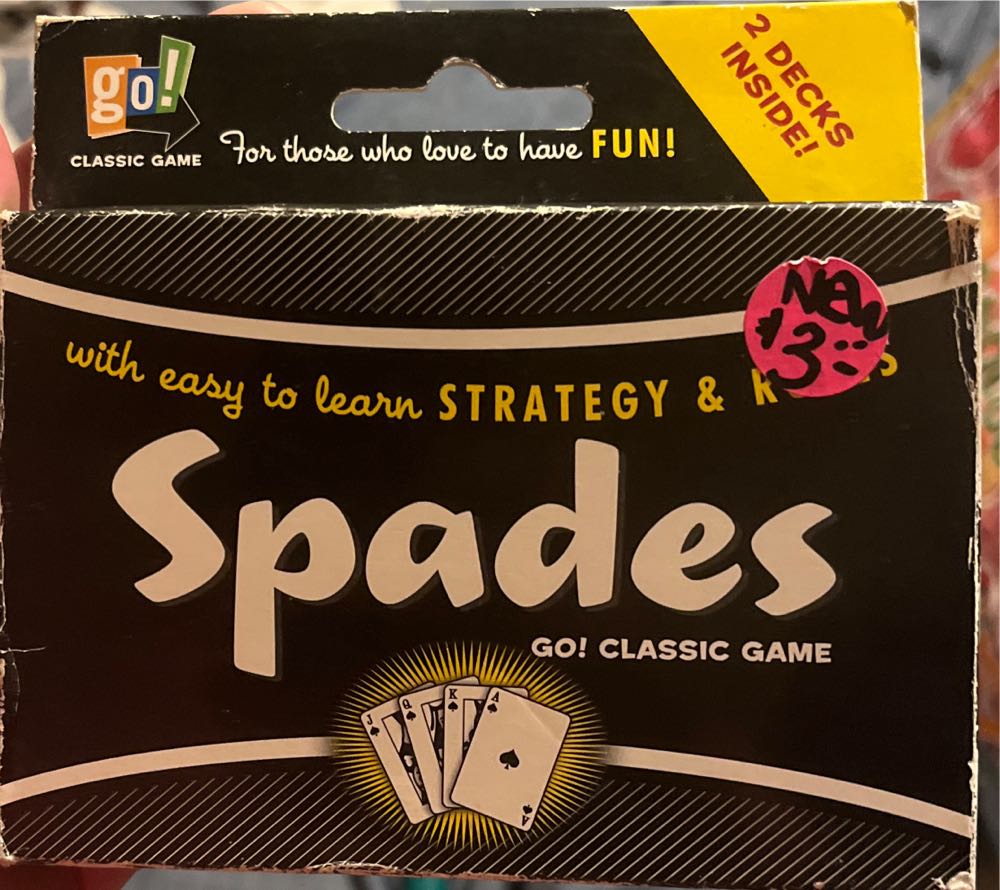 go!
CLASSIC GAME
For those who love to have FUN!
2 DECKS
INSIDE!
NEW
$3
with easy to learn STRATEGY &
Spades
GO! CLASSIC GAME
J
Q
K
A
A